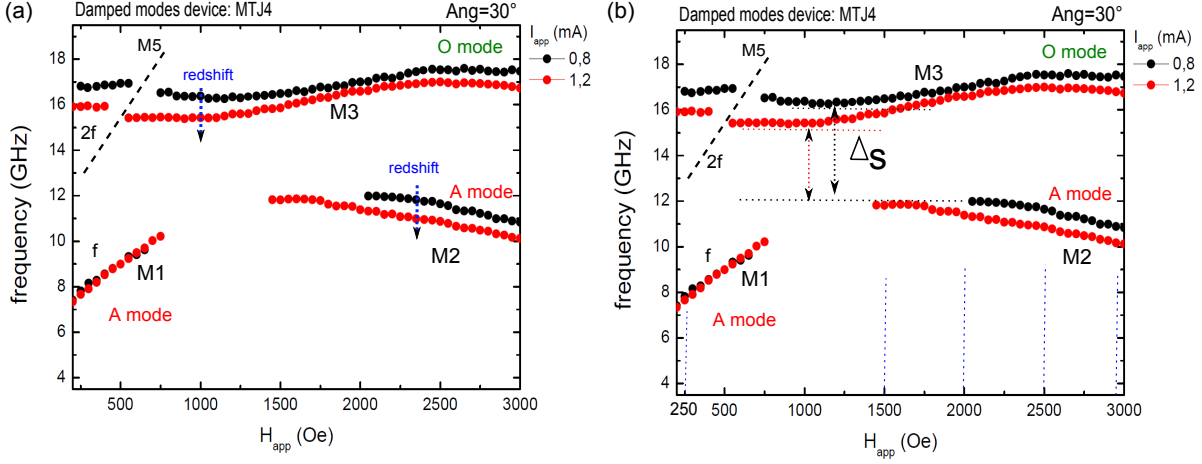 (a)
Damped modes device: MTJ4
Ang=30°
I_app (mA)
0,8
1,2
O mode
M5
redshift
M3
2f
redshift
A mode
M2
f
M1
A mode
18
16
14
12
10
8
6
4
500
1000
1500
2000
2500
3000
frequency (GHz)
H_app (Oe)
(b)
Damped modes device: MTJ4
Ang=30°
I_app (mA)
0,8
1,2
O mode
M5
M3
2f
ΔS
A mode
M2
f
M1
A mode
18
16
14
12
10
8
6
4
250
500
1000
1500
2000
2500
3000
frequency (GHz)
H_app (Oe)